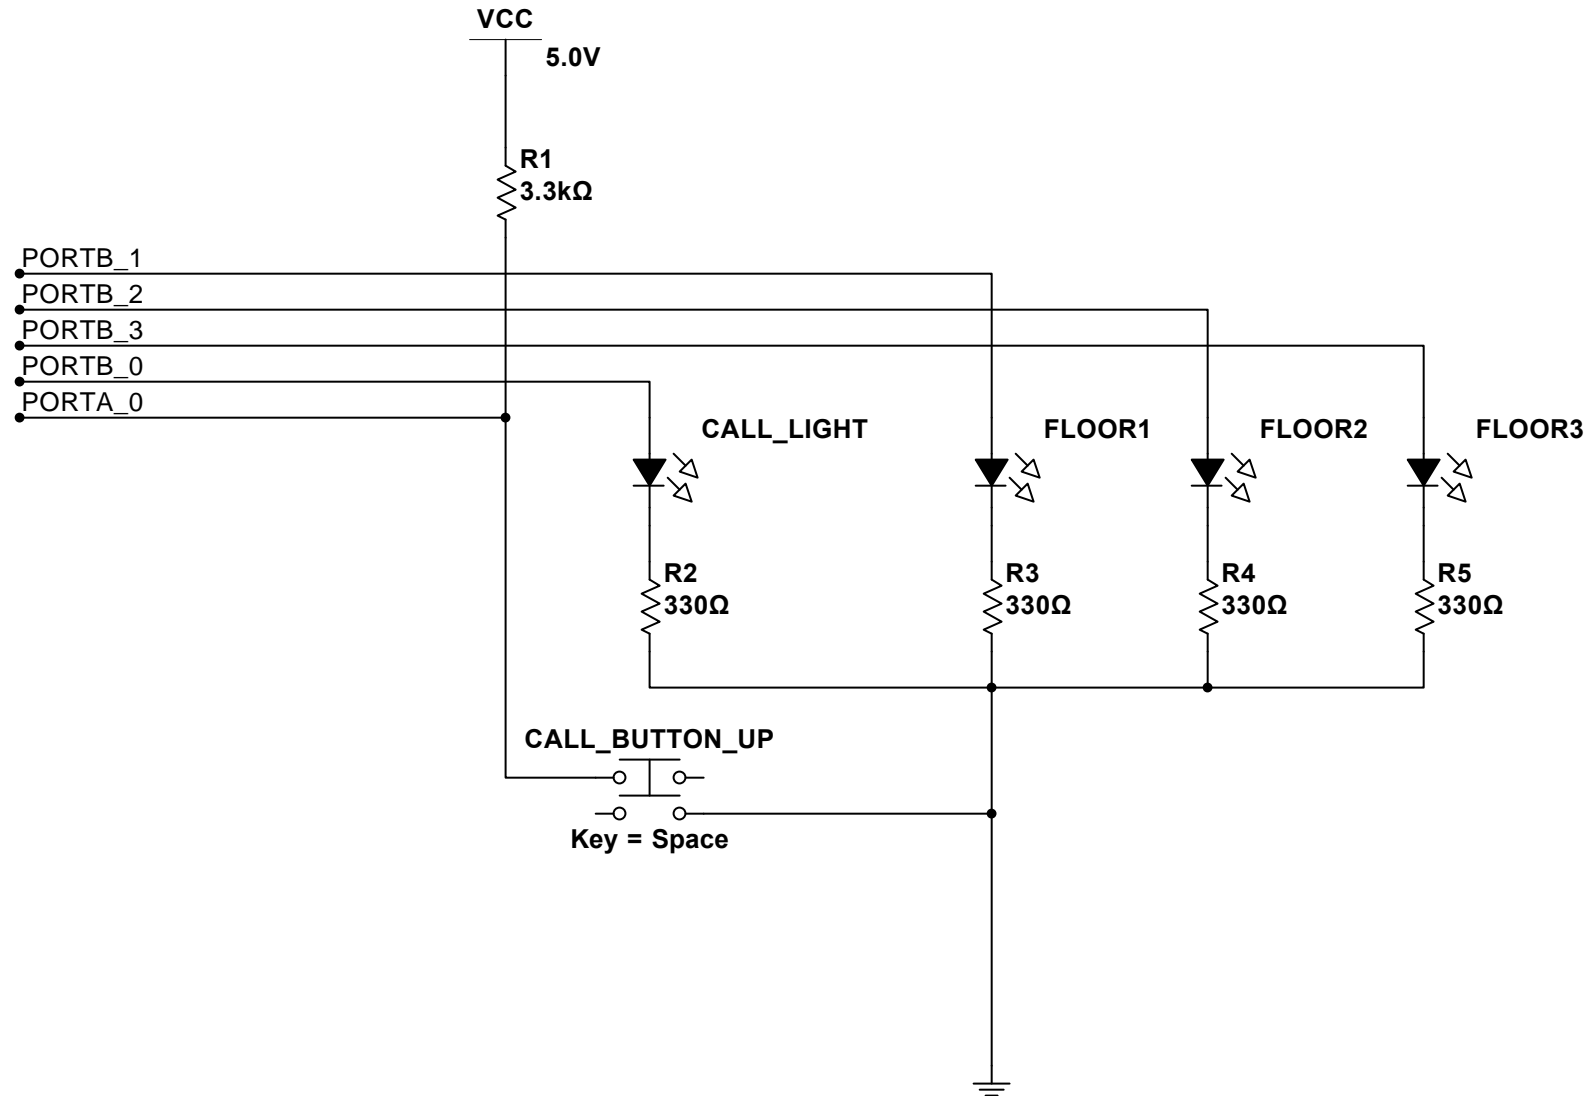 VCC
5.0V
R1
3.3kΩ
PORTB_1
PORTB_2
PORTB_3
PORTB_0
PORTA_0
CALL_LIGHT
FLOOR1
FLOOR2
FLOOR3
R2
330Ω
R3
330Ω
R4
330Ω
R5
330Ω
CALL_BUTTON_UP
Key = Space